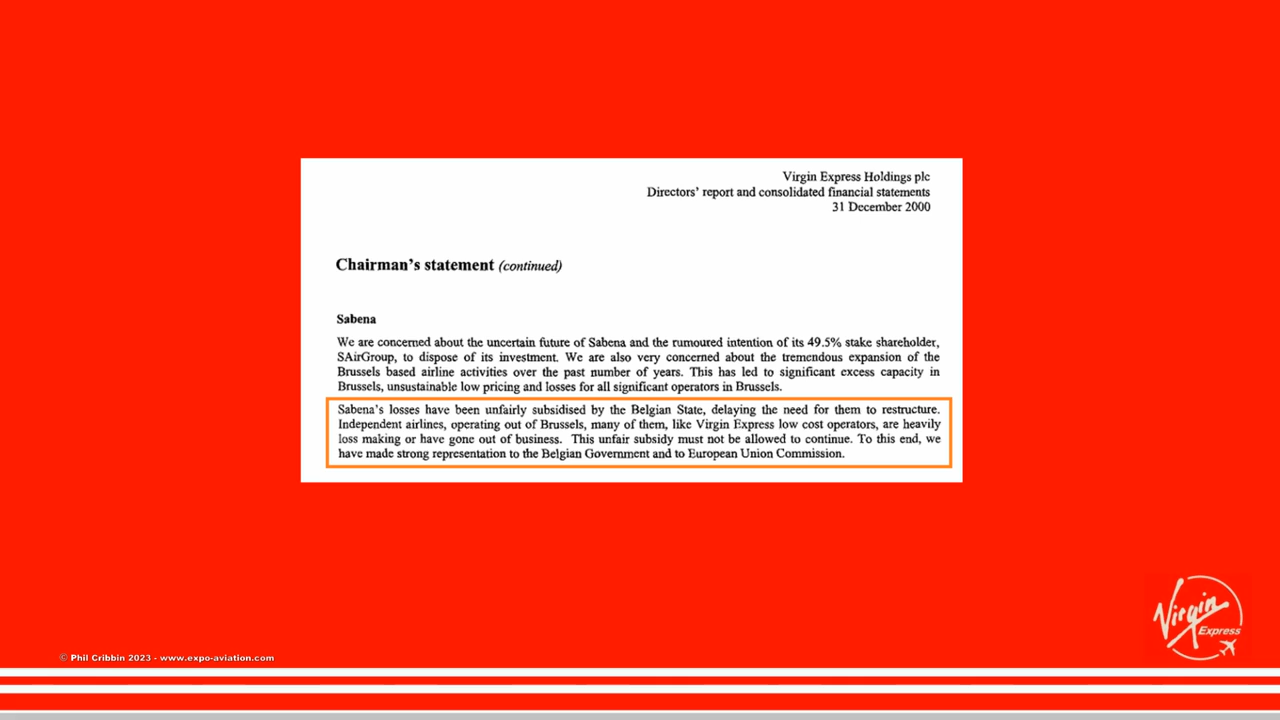 Virgin Express Holdings plc
Directors' report and consolidated financial statements
31 December 2000
Chairman's statement (continued)
Sabena
We are concerned about the uncertain future of Sabena and the rumoured intention of its 49.5% stake shareholder,
SAirGroup, to dispose of its investment. We are also very concerned about the tremendous expansion of the
Brussels based airline activities over the past number of years. This has led to significant excess capacity in
Brussels, unsustainable low pricing and losses for all significant operators in Brussels.
Sabena's losses have been unfairly subsidised by the Belgian State, delaying the need for them to restructure.
Independent airlines, operating out of Brussels, many of them, like Virgin Express low cost operators, are heavily
loss making or have gone out of business. This unfair subsidy must not be allowed to continue. To this end, we
have made strong representation to the Belgian Government and to European Union Commission.
Virgin
Express
© Phil Cribbin 2023 - www.expo-aviation.com